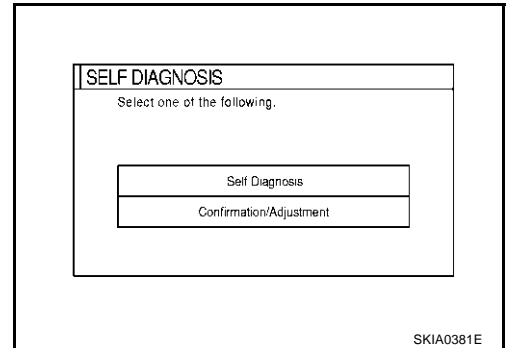 SELF DIAGNOSIS
Select one of the following.
Self Diagnosis
Confirmation/Adjustment
SKIA0381E